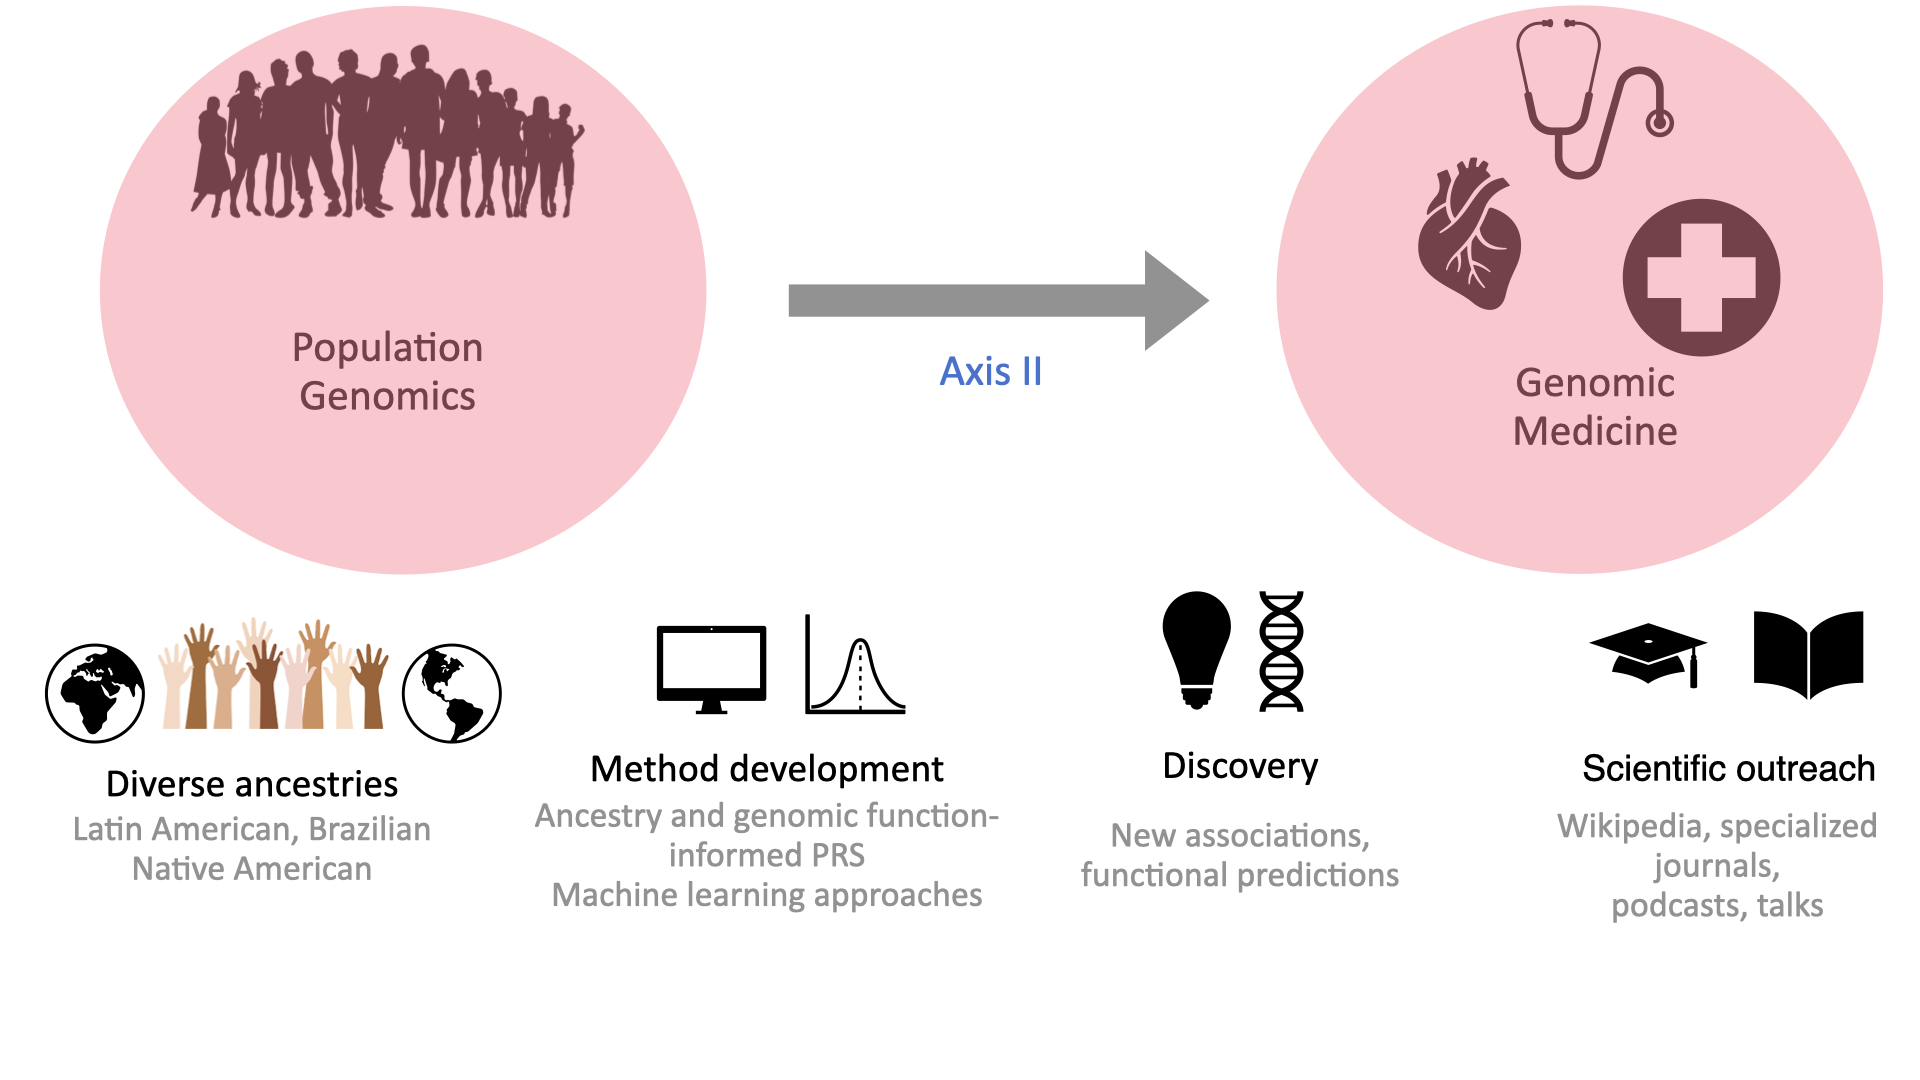 Population
Genomics
Axis II
Genomic
Medicine
Diverse ancestries
Latin American, Brazilian
Native American
Method development
Ancestry and genomic function-
informed PRS
Machine learning approaches
Discovery
New associations,
functional predictions
Scientific outreach
Wikipedia, specialized
journals,
podcasts, talks